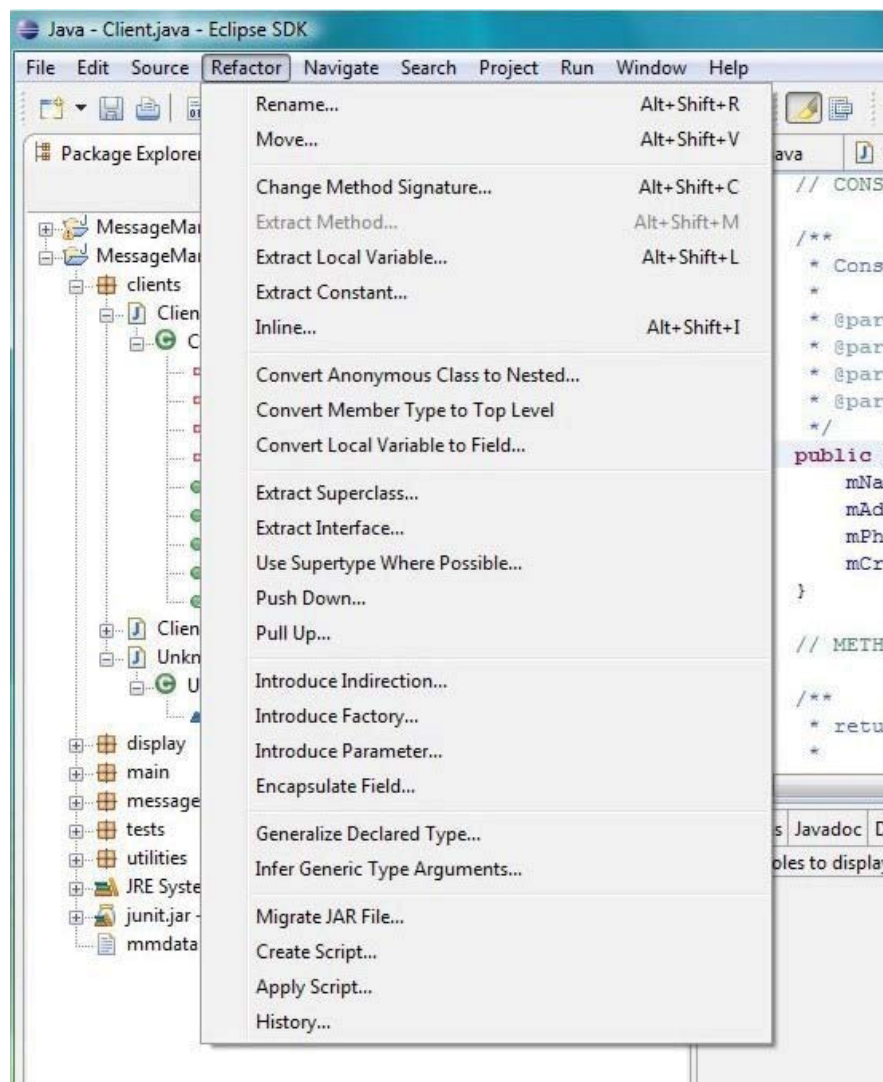 Java - Client.java - Eclipse SDK
File Edit Source Refactor Navigate Search Project Run Window Help
Rename... Alt+Shift+R
Move... Alt+Shift+V
Change Method Signature... Alt+Shift+C
Extract Method... Alt+Shift+M
Extract Local Variable... Alt+Shift+L
Extract Constant...
Inline... Alt+Shift+I
Convert Anonymous Class to Nested...
Convert Member Type to Top Level
Convert Local Variable to Field...
Extract Superclass...
Extract Interface...
Use Supertype Where Possible...
Push Down...
Pull Up...
Introduce Indirection...
Introduce Factory...
Introduce Parameter...
Encapsulate Field...
Generalize Declared Type...
Infer Generic Type Arguments...
Migrate JAR File...
Create Script...
Apply Script...
History...
Package Explorer
MessageMa
MessageMa
clients
Clien
C
Clien
Unkn
U
display
main
message
tests
utilities
JRE Syste
junit.jar -
mmdata
ava
// CONS
/**
* Cons
*
* @par
* @par
* @par
* @par
*/
public
mNa
mAd
mPh
mCr
}
// METH
/**
* retu
*
s Javadoc D
oles to display